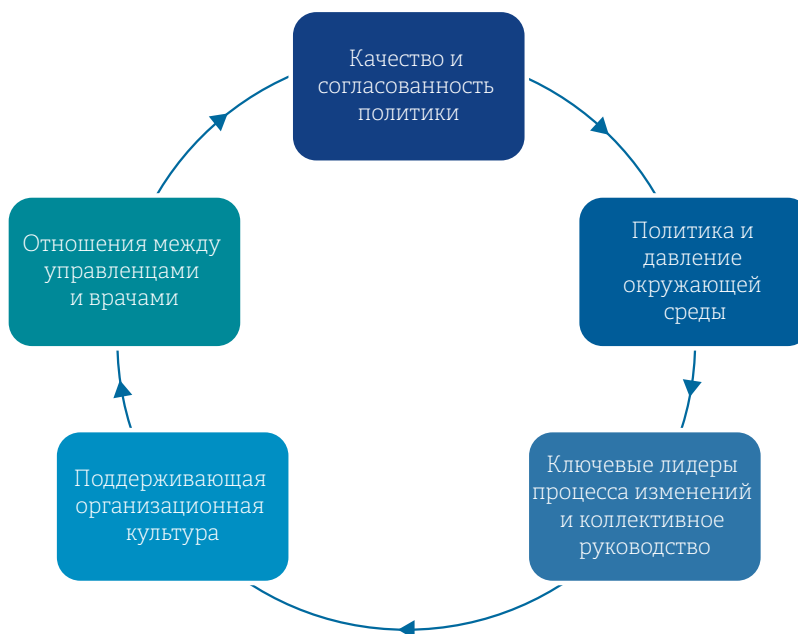 Качество и
согласованность
политики
Политика и
давление
окружающей
среды
Ключевые лидеры
процесса изменений
и коллективное
руководство
Поддерживающая
организационная
культура
Отношения между
управленцами
и врачами